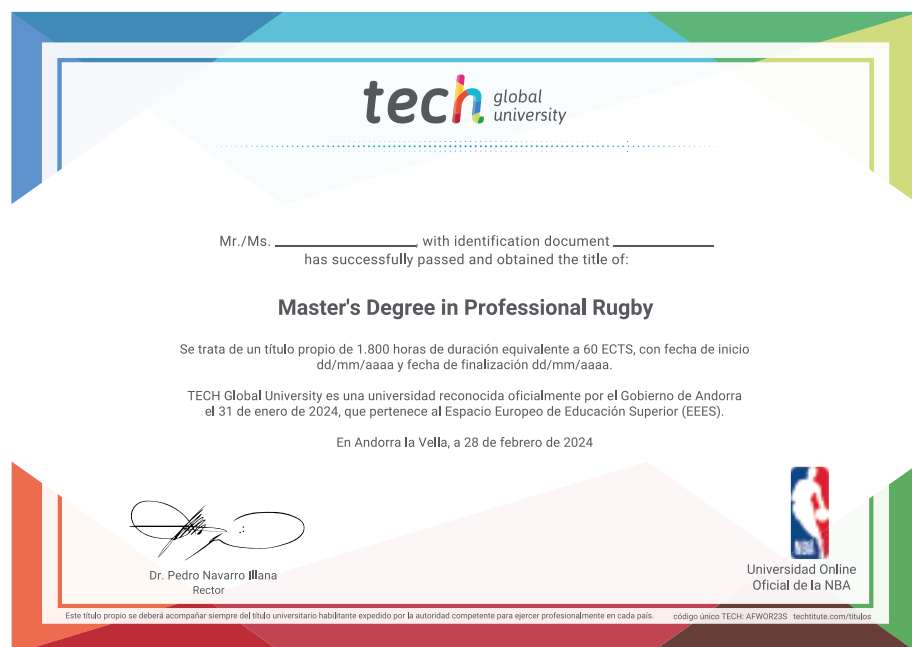 tech global university
Mr./Ms. ____________, with identification document ____________
has successfully passed and obtained the title of:
Master's Degree in Professional Rugby
Se trata de un título propio de 1.800 horas de duración equivalente a 60 ECTS, con fecha de inicio
dd/mm/aaaa y fecha de finalización dd/mm/aaaa.
TECH Global University es una universidad reconocida oficialmente por el Gobierno de Andorra
el 31 de enero de 2024, que pertenece al Espacio Europeo de Educación Superior (EEES).
En Andorra la Vella, a 28 de febrero de 2024
Dr. Pedro Navarro Illana
Rector
NBA
Universidad Online
Oficial de la NBA
Este título propio se deberá acompañar siempre del título universitario habilitante expedido por la autoridad competente para ejercer profesionalmente en cada país. código único TECH: AFWOR23S techtitute.com/titulos